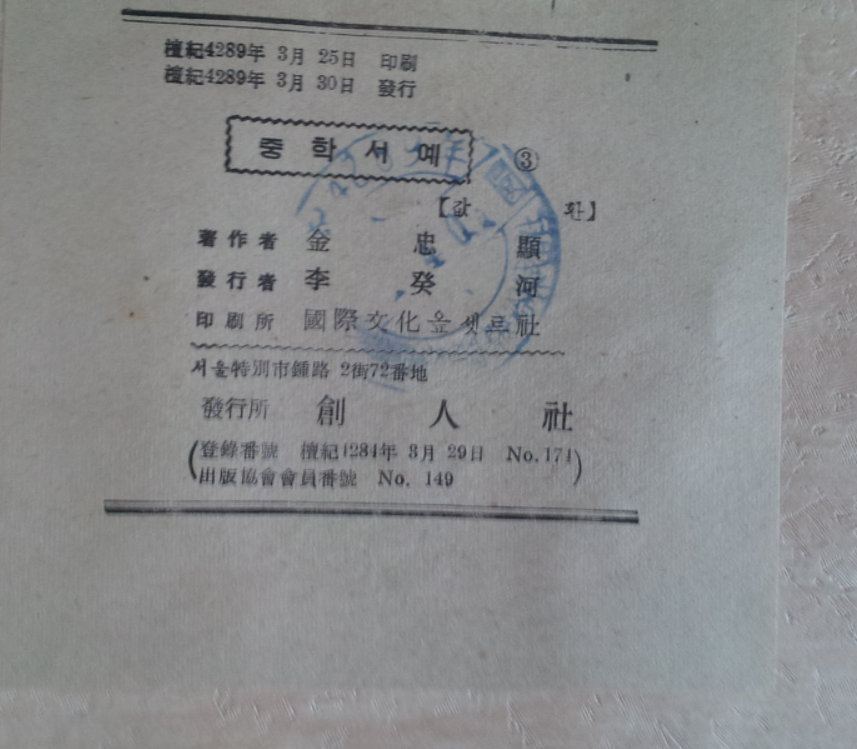 檀紀4289年 3月 25日 印刷
檀紀4289年 3月 30日 發行
중학서예 ③
【값 환】
著作者 金忠顯
發行者 李癸河
印刷所 國際文化옵셋르社
서울特別市鍾路 2街72番地
發行所 創人社
(登錄番號 檀紀4284年 3月 29日 No.174)
出版協會會員番號 No. 149